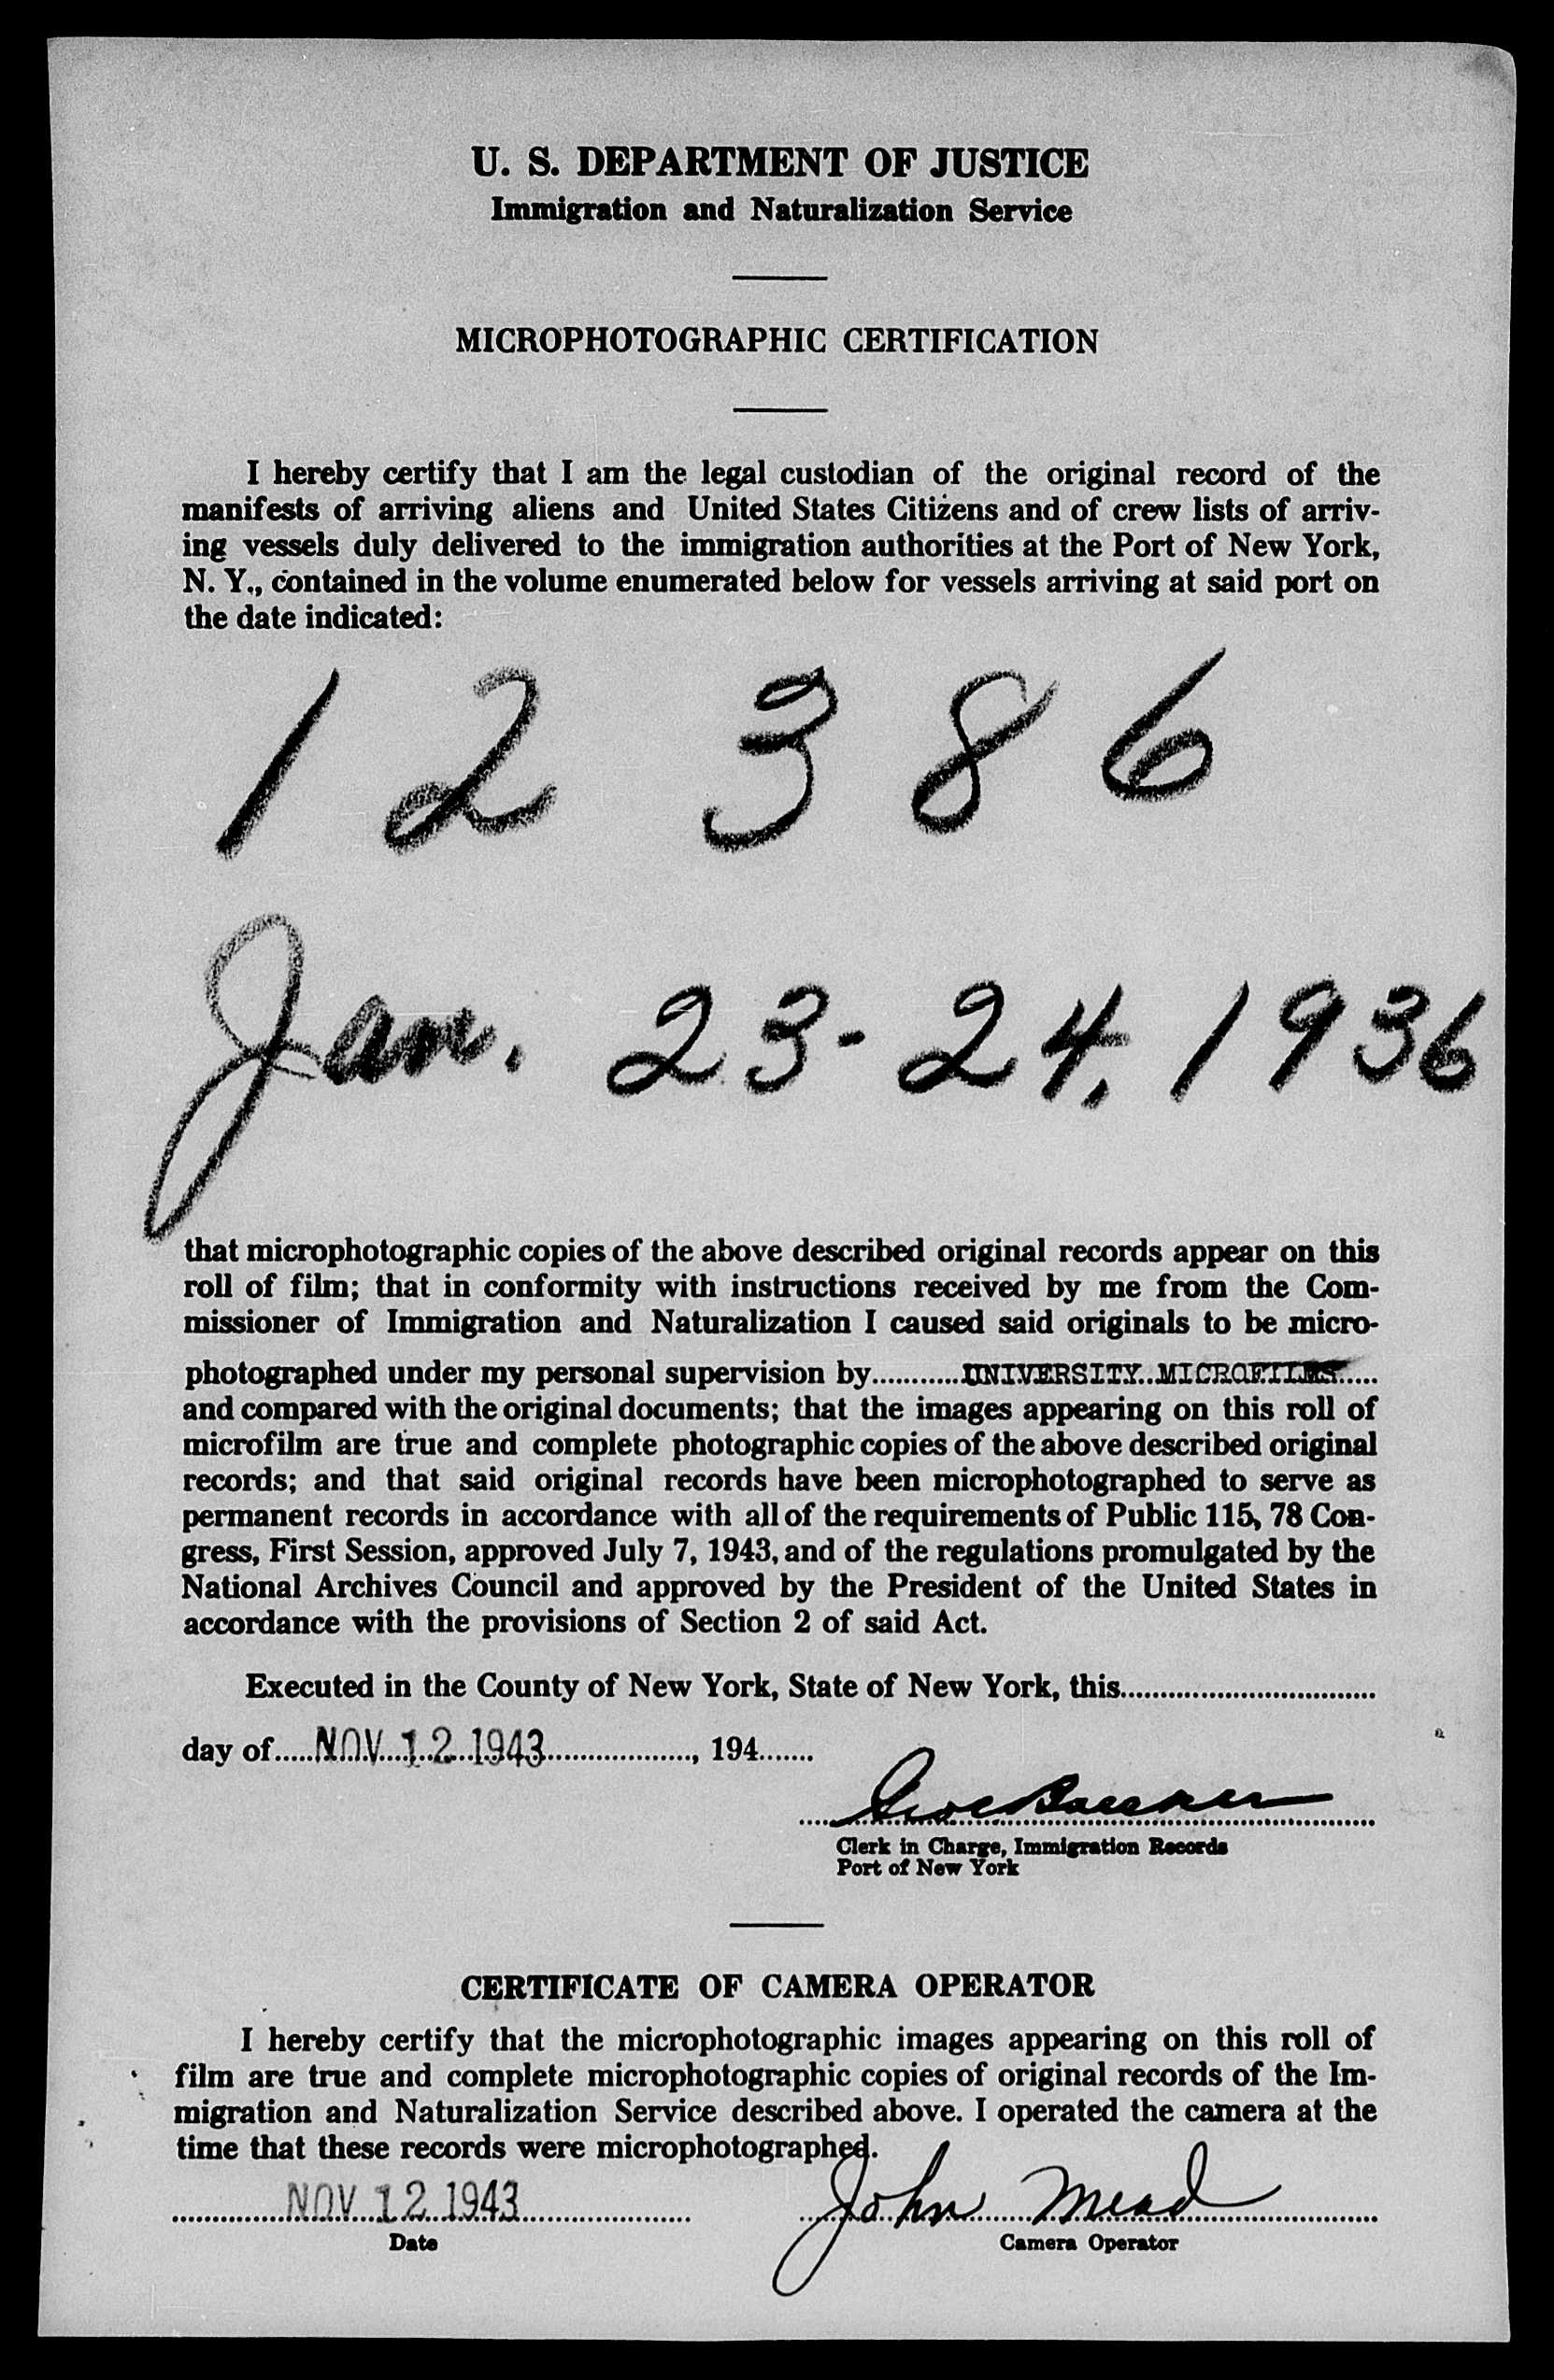 U. S. DEPARTMENT OF JUSTICE
Immigration and Naturalization Service
MICROPHOTOGRAPHIC CERTIFICATION
I hereby certify that I am the legal custodian of the original record of the
manifests of arriving aliens and United States Citizens and of crew lists of arriv-
ing vessels duly delivered to the immigration authorities at the Port of New York,
N. Y., contained in the volume enumerated below for vessels arriving at said port on
the date indicated:
12 386
Jan. 23-24, 1936
that microphotographic copies of the above described original records appear on this
roll of film; that in conformity with instructions received by me from the Com-
missioner of Immigration and Naturalization I caused said originals to be micro-
photographed under my personal supervision by UNIVERSITY MICROFILMS
and compared with the original documents; that the images appearing on this roll of
microfilm are true and complete photographic copies of the above described original
records; and that said original records have been microphotographed to serve as
permanent records in accordance with all of the requirements of Public 115, 78 Con-
gress, First Session, approved July 7, 1943, and of the regulations promulgated by the
National Archives Council and approved by the President of the United States in
accordance with the provisions of Section 2 of said Act.
Executed in the County of New York, State of New York, this
day of NOV 12 1943, 194
Clerk in Charge, Immigration Records
Port of New York
CERTIFICATE OF CAMERA OPERATOR
I hereby certify that the microphotographic images appearing on this roll of
film are true and complete microphotographic copies of original records of the Im-
migration and Naturalization Service described above. I operated the camera at the
time that these records were microphotographed.
NOV 12 1943 John Mead
Date Camera Operator